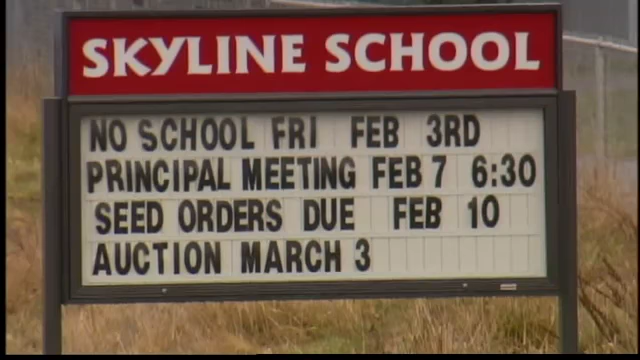 SKYLINE SCHOOL
NO SCHOOL FRI FEB 3RD
PRINCIPAL MEETING FEB 7 6:30
SEED ORDERS DUE FEB 10
AUCTION MARCH 3